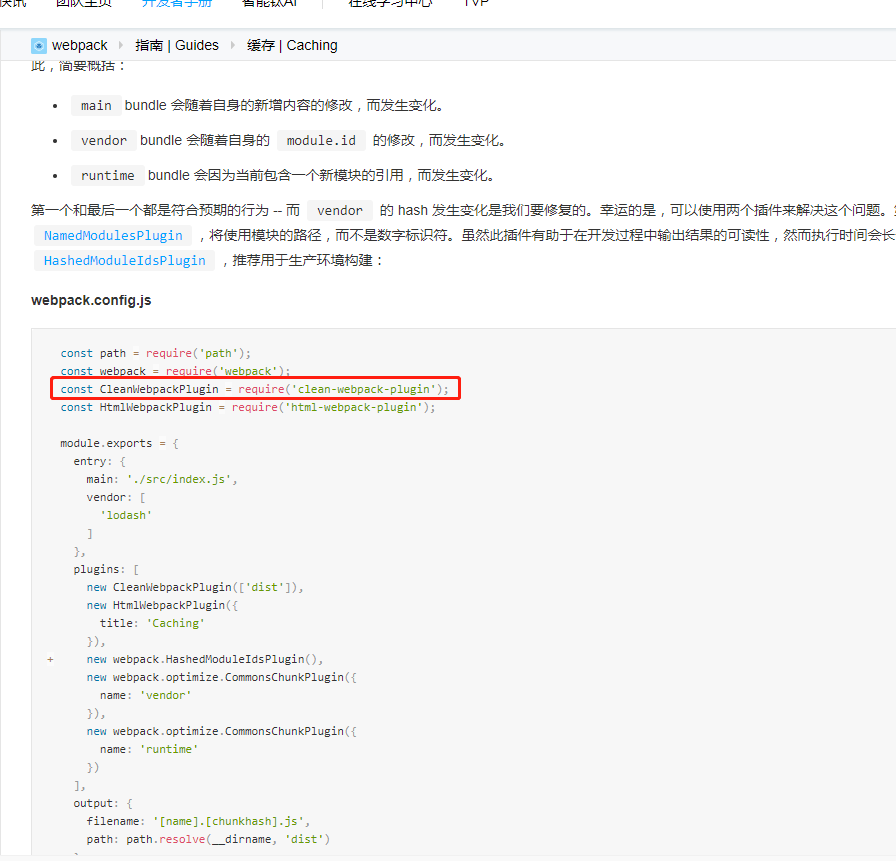 快讯 团队主页 开发者手册 智能钛AI 在线学习中心 TVP
webpack 指南 | Guides 缓存 | Caching
此，简要概括：
• main bundle 会随着自身的新增内容的修改，而发生变化。
• vendor bundle 会随着自身的 module.id 的修改，而发生变化。
• runtime bundle 会因为当前包含一个新模块的引用，而发生变化。
第一个和最后一个都是符合预期的行为 -- 而 vendor 的 hash 发生变化是我们要修复的。幸运的是，可以使用两个插件来解决这个问题。
NamedModulesPlugin ，将使用模块的路径，而不是数字标识符。虽然此插件有助于在开发过程中输出结果的可读性，然而执行时间会长
HashedModuleIdsPlugin ，推荐用于生产环境构建：
webpack.config.js
const path = require('path');
const webpack = require('webpack');
const CleanWebpackPlugin = require('clean-webpack-plugin');
const HtmlWebpackPlugin = require('html-webpack-plugin');
module.exports = {
entry: {
main: './src/index.js',
vendor: [
'lodash'
]
},
plugins: [
new CleanWebpackPlugin(['dist']),
new HtmlWebpackPlugin({
title: 'Caching'
}),
+ new webpack.HashedModuleIdsPlugin(),
new webpack.optimize.CommonsChunkPlugin({
name: 'vendor'
}),
new webpack.optimize.CommonsChunkPlugin({
name: 'runtime'
})
],
output: {
filename: '[name].[chunkhash].js',
path: path.resolve(__dirname, 'dist')